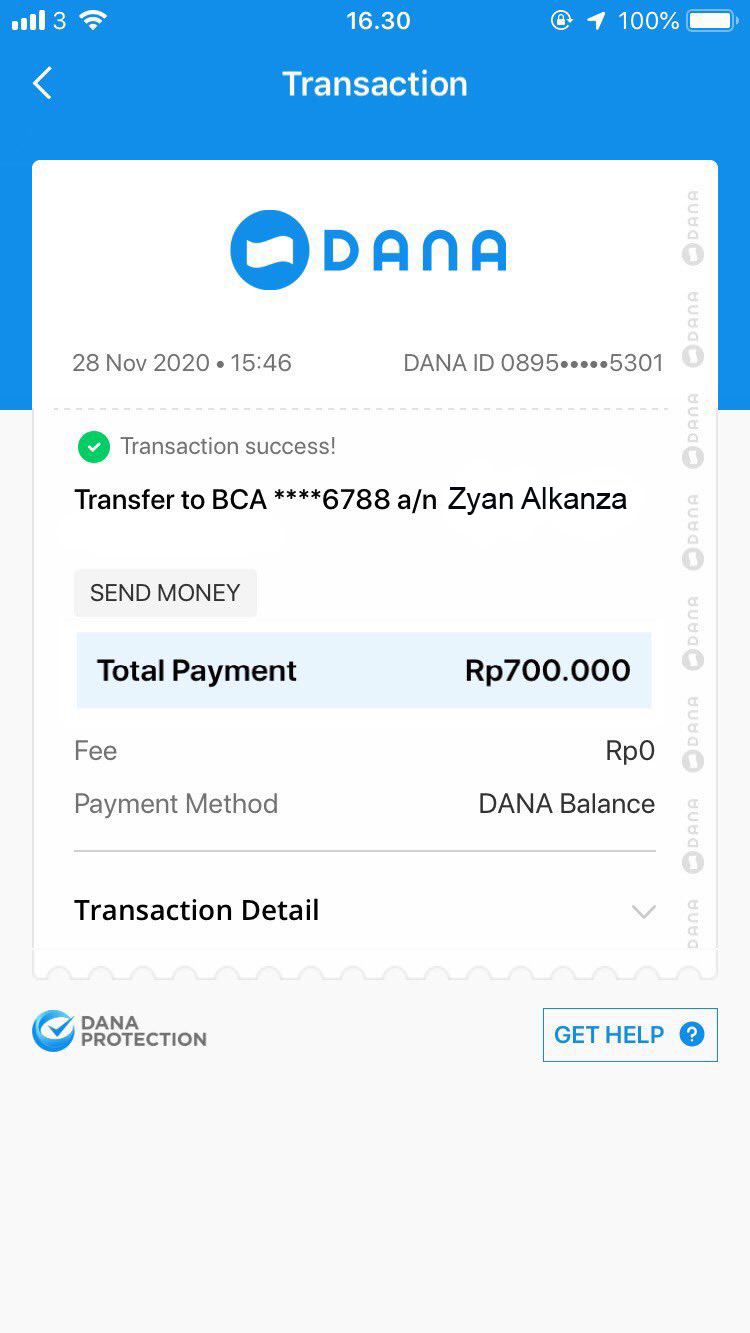 3 16.30 100%
Transaction
DANA
28 Nov 2020 • 15:46 DANA ID 0895•••••5301
Transaction success!
Transfer to BCA ****6788 a/n Zyan Alkanza
SEND MONEY
Total Payment Rp700.000
Fee Rp0
Payment Method DANA Balance
Transaction Detail
DANA
DANA
DANA
DANA
DANA
DANA
DANA
DANA
DANA
PROTECTION
GET HELP ?